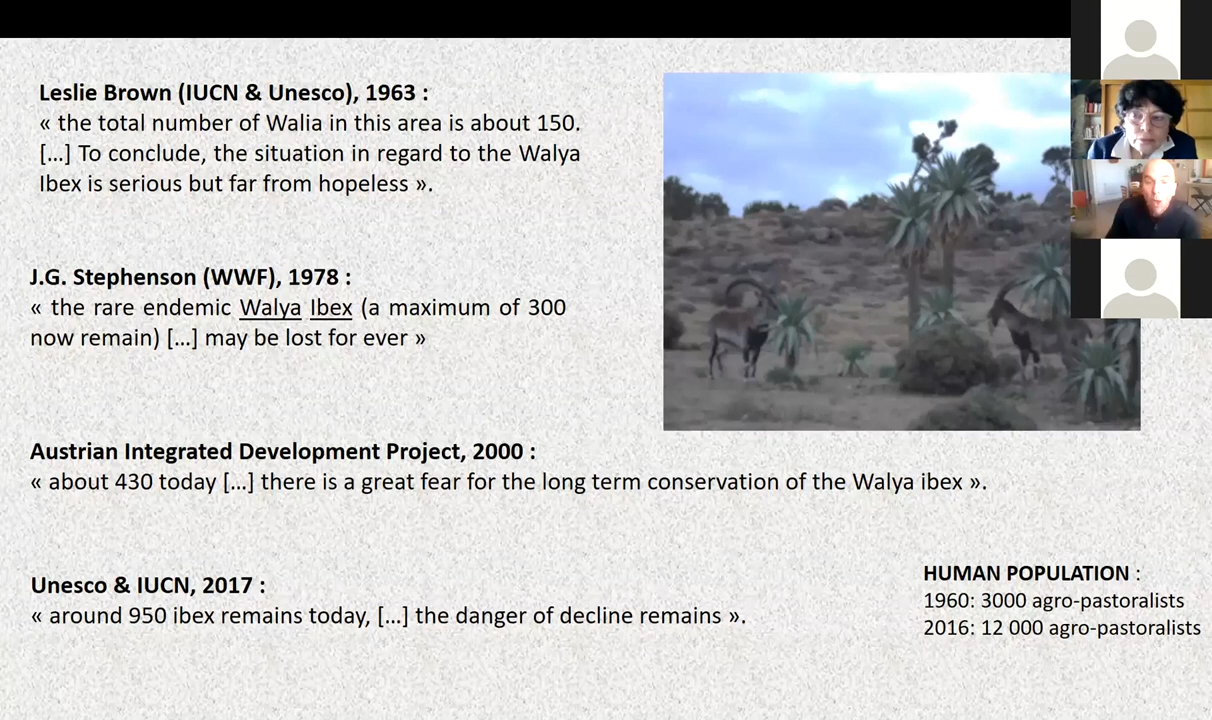 Leslie Brown (IUCN & Unesco), 1963 :
« the total number of Walia in this area is about 150.
[…] To conclude, the situation in regard to the Walya
Ibex is serious but far from hopeless ».
J.G. Stephenson (WWF), 1978 :
« the rare endemic Walya Ibex (a maximum of 300
now remain) […] may be lost for ever »
Austrian Integrated Development Project, 2000 :
« about 430 today […] there is a great fear for the long term conservation of the Walya ibex ».
Unesco & IUCN, 2017 :
« around 950 ibex remains today, […] the danger of decline remains ».
HUMAN POPULATION :
1960: 3000 agro-pastoralists
2016: 12 000 agro-pastoralists